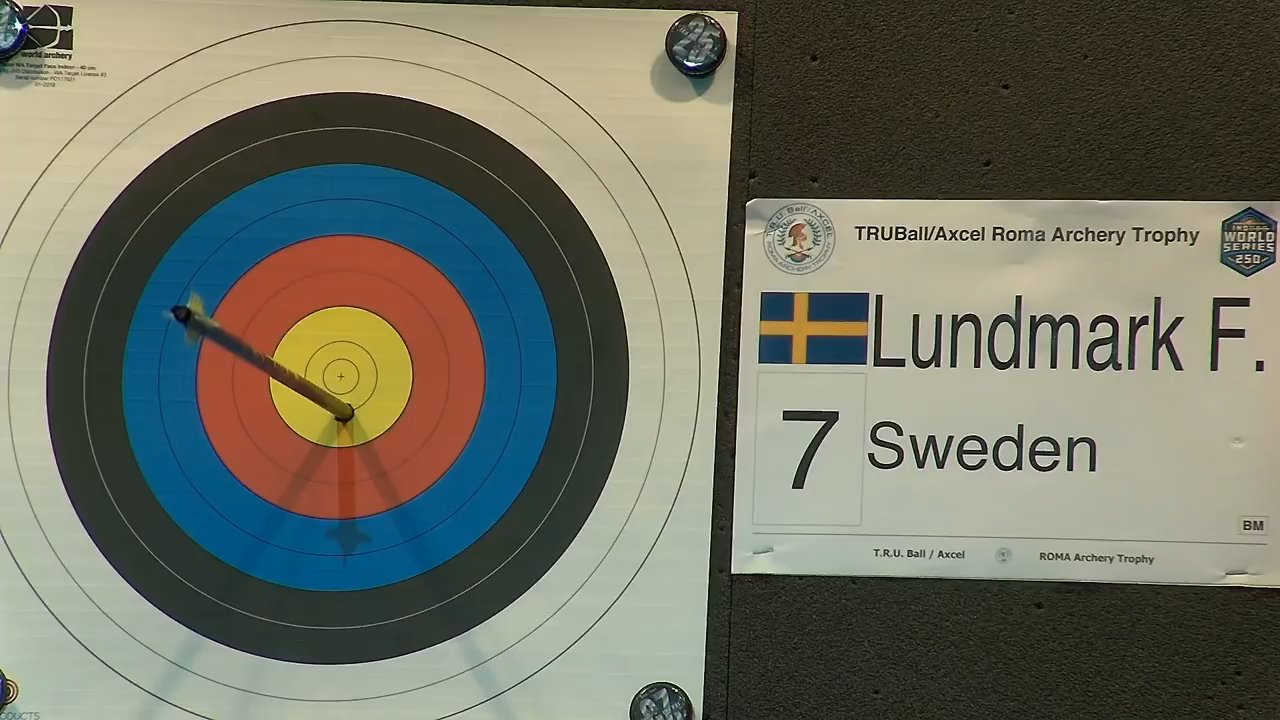 world archery
TRUBall/Axcel Roma Archery Trophy
INDOOR
WORLD
SERIES
250
Lundmark F.
7 Sweden
BM
T.R.U. Ball / Axcel ROMA Archery Trophy